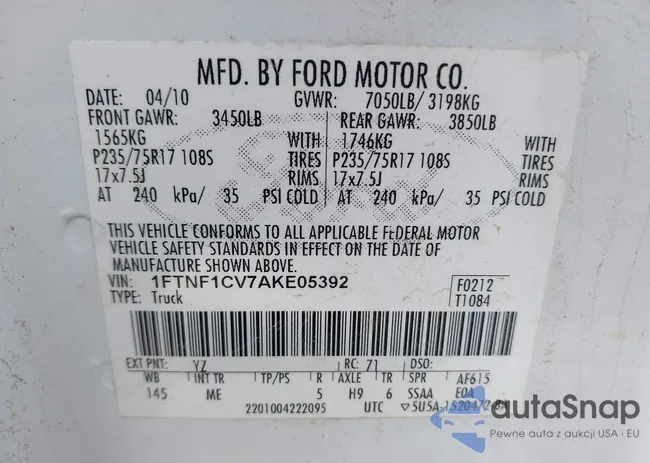 MFD. BY FORD MOTOR CO.
DATE: 04/10 GVWR: 7050LB/ 3198KG
FRONT GAWR: 3450LB REAR GAWR: 3850LB
1565KG WITH 1746KG WITH
P235/75R17 108S TIRES P235/75R17 108S TIRES
17x7.5J RIMS 17x7.5J RIMS
AT 240 kPa/ 35 PSI COLD AT 240 kPa/ 35 PSI COLD
THIS VEHICLE CONFORMS TO ALL APPLICABLE FEDERAL MOTOR
VEHICLE SAFETY STANDARDS IN EFFECT ON THE DATE OF
MANUFACTURE SHOWN ABOVE.
VIN: 1FTNF1CV7AKE05392 F0212
TYPE: Truck T1084
EXT PNT: YZ RC: 71 DSO:
WB INT TR TP/PS R AXLE TR SPR AF615
145 ME 5 H9 6 SSAA E0A
2201004222095 UTC
autaSnap
Pewne auta z aukcji USA i EU